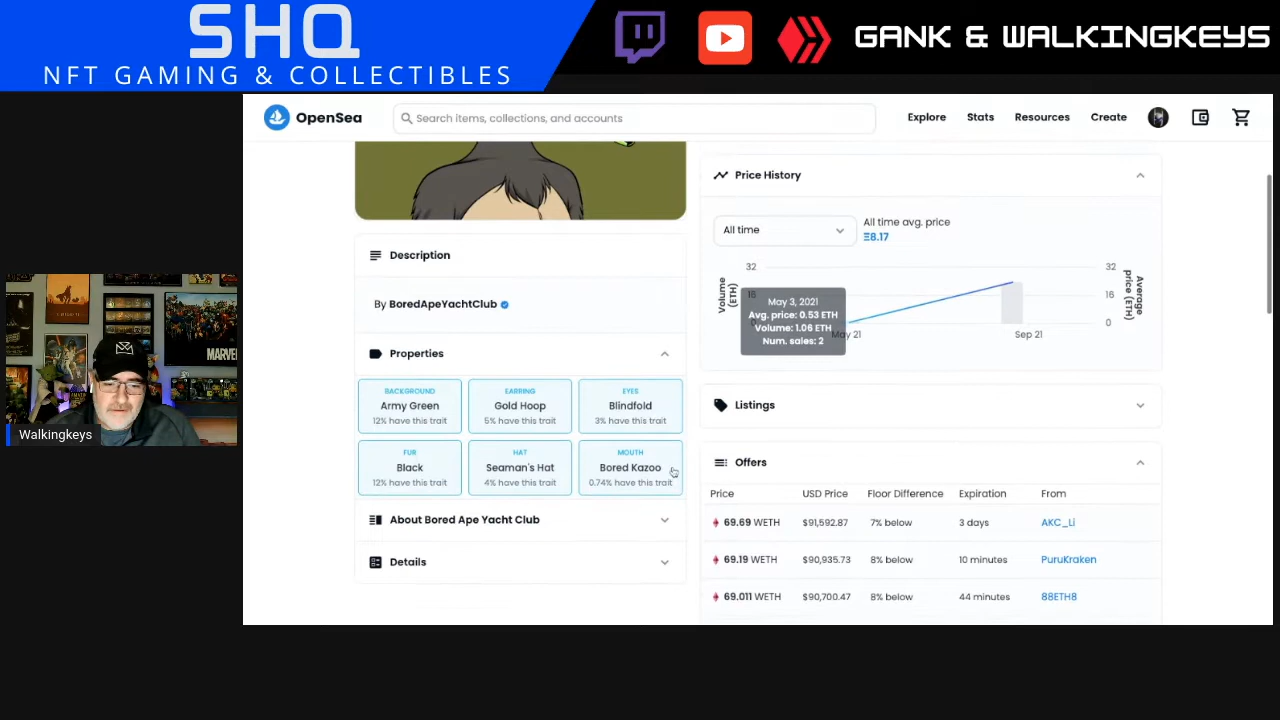 SHQ
NFT GAMING & COLLECTIBLES
GANK & WALKINGKEYS
OpenSea
Search items, collections, and accounts
Explore
Stats
Resources
Create
Description
By BoredApeYachtClub
Properties
BACKGROUND
Army Green
12% have this trait
EARRING
Gold Hoop
5% have this trait
EYES
Blindfold
3% have this trait
FUR
Black
12% have this trait
HAT
Seaman's Hat
4% have this trait
MOUTH
Bored Kazoo
0.74% have this trait
About Bored Ape Yacht Club
Details
Price History
All time
All time avg. price
Ξ8.17
Volume (ETH)
32
16
0
May 3, 2021
Avg. price: 0.53 ETH
Volume: 1.06 ETH
Num. sales: 2
May 21
Sep 21
32
16
0
Average price (ETH)
Listings
Offers
Price USD Price Floor Difference Expiration From
69.69 WETH $91,592.87 7% below 3 days AKC_Li
69.19 WETH $90,935.73 8% below 10 minutes PuruKraken
69.011 WETH $90,700.47 8% below 44 minutes 88ETH8
Walkingkeys
MARVEL